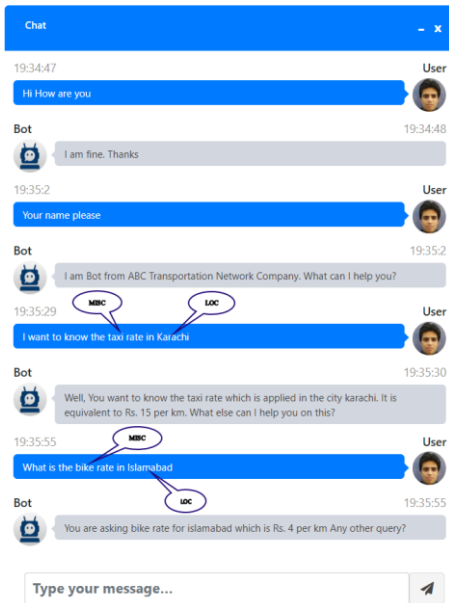 Chat
– x
19:34:47 User
Hi How are you
Bot 19:34:48
I am fine. Thanks
19:35:2 User
Your name please
Bot 19:35:2
I am Bot from ABC Transportation Network Company. What can I help you?
MISC LOC
19:35:29 User
I want to know the taxi rate in Karachi
Bot 19:35:30
Well, You want to know the taxi rate which is applied in the city karachi. It is
equivalent to Rs. 15 per km. What else can I help you on this?
19:35:55 MISC User
What is the bike rate in Islamabad
LOC
Bot 19:35:55
You are asking bike rate for islamabad which is Rs. 4 per km Any other query?
Type your message...